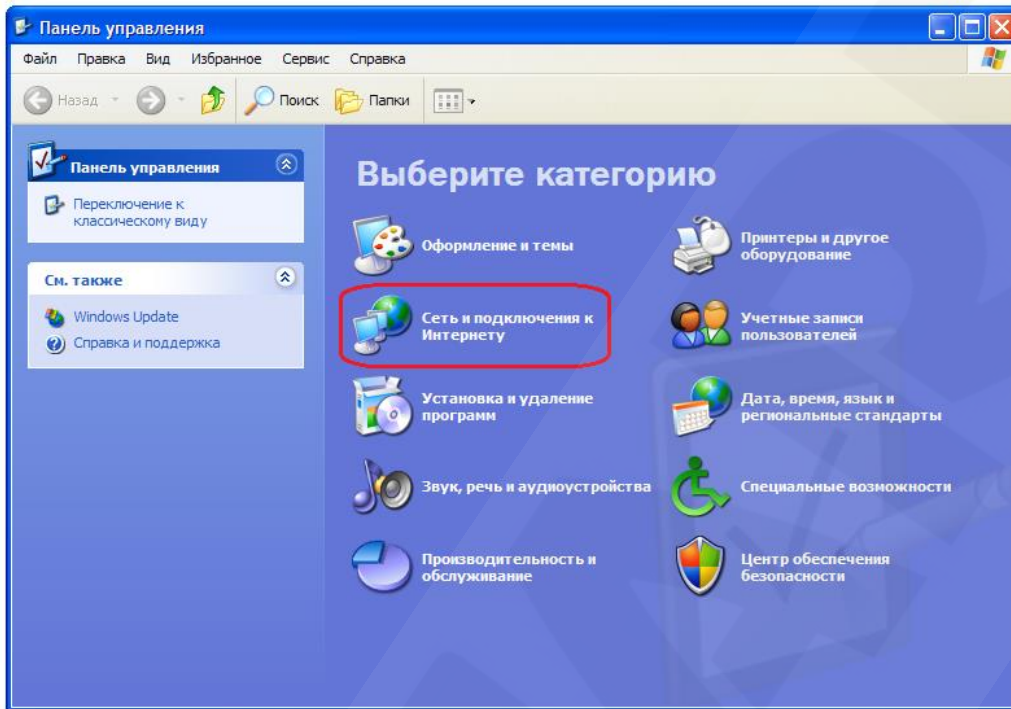 Панель управления
Файл Правка Вид Избранное Сервис Справка
Назад Поиск Папки
Панель управления
Переключение к
классическому виду
См. также
Windows Update
Справка и поддержка
Выберите категорию
Оформление и темы
Принтеры и другое
оборудование
Сеть и подключения к
Интернету
Учетные записи
пользователей
Установка и удаление
программ
Дата, время, язык и
региональные стандарты
Звук, речь и аудиоустройства
Специальные возможности
Производительность и
обслуживание
Центр обеспечения
безопасности